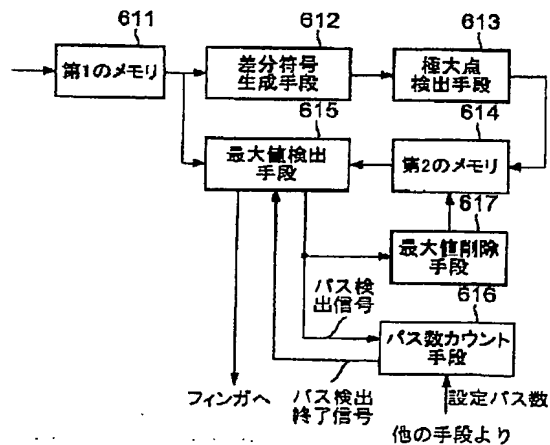 611
612
613
第1のメモリ
差分符号
生成手段
極大点
検出手段
615
614
最大値検出
手段
第2のメモリ
617
最大値削除
手段
616
パス検
出信号
パス数カウント
手段
フィンガへ
パス検出
終了信号
設定パス数
他の手段より